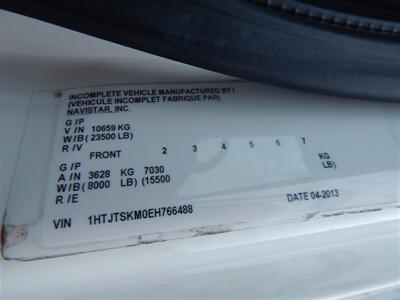 INCOMPLETE VEHICLE MANUFACTURED BY /
(VEHICULE INCOMPLET FABRIQUE PAR)
NAVISTAR, INC.
G / P
V / N 10659 KG
W/B( 23500 LB)
R / V
FRONT 2 3 4 5 6 7
G / P
A / N 3628 KG 7030 KG
W/B( 8000 LB) (15500 LB)
R / E
DATE 04-2013
VIN 1HTJTSKM0EH766488